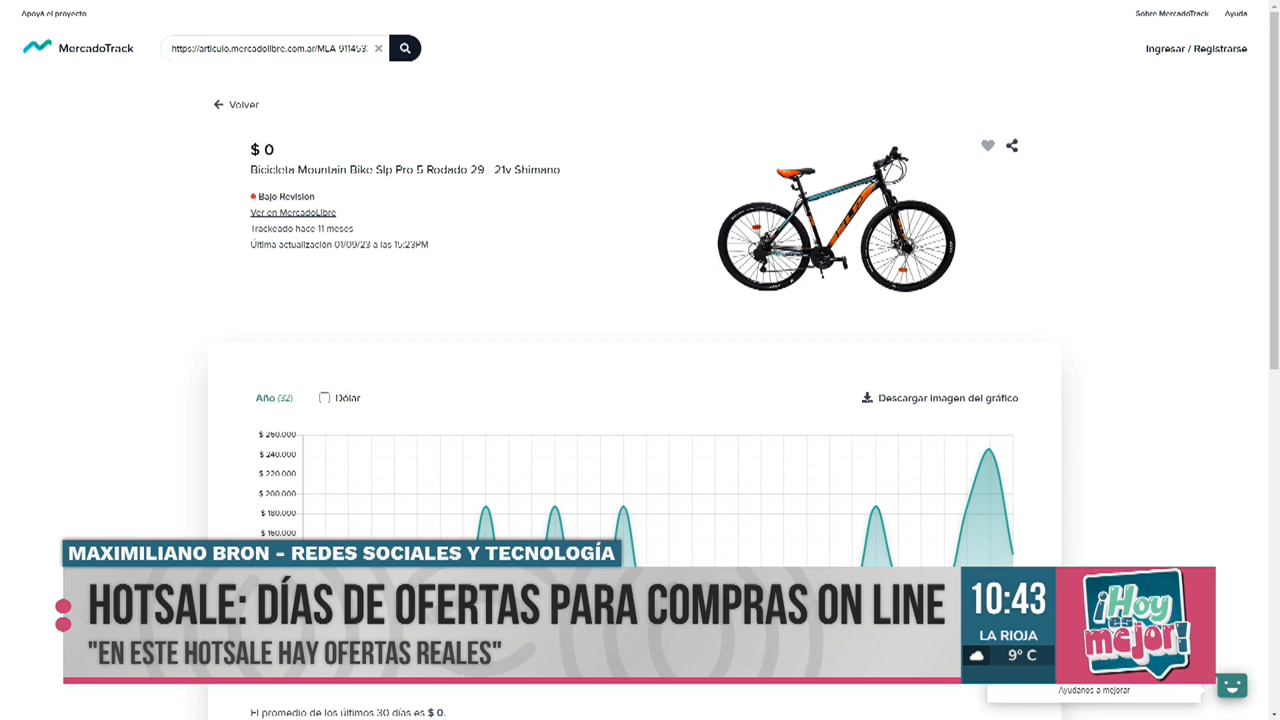 Apoyá el proyecto
Sobre MercadoTrack
Ayuda
MercadoTrack
https://articulo.mercadolibre.com.ar/MLA-911453
Ingresar / Registrarse
Volver
$ 0
Bicicleta Mountain Bike Slp Pro 5 Rodado 29 21v Shimano
Bajo Revision
Ver en MercadoLibre
Trackeado hace 11 meses
Última actualización 01/09/23 a las 15:23PM
Año (32)
Dólar
Descargar imagen del gráfico
$ 260.000
$ 240.000
$ 220.000
$ 200.000
$ 180.000
$ 160.000
MAXIMILIANO BRON - REDES SOCIALES Y TECNOLOGÍA
HOTSALE: DÍAS DE OFERTAS PARA COMPRAS ON LINE
"EN ESTE HOTSALE HAY OFERTAS REALES"
10:43
LA RIOJA
9° C
¡Hoy
es
mejor!
Ayudanos a mejorar
El promedio de los últimos 30 días es $ 0.